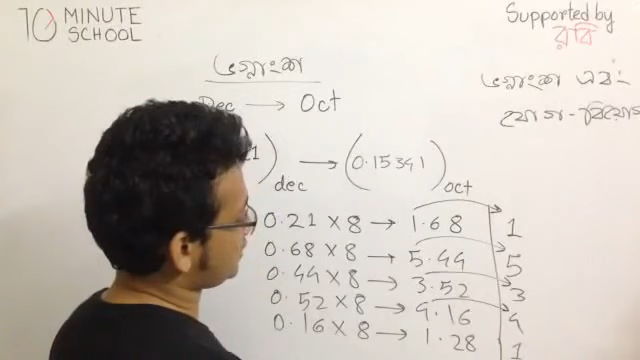 10 MINUTE
SCHOOL
Supported by
রবি
ভগ্নাংশ
ভগ্নাংশ এবং
যোগ-বিয়োগ
Dec → Oct
21)dec → (0.15341)oct
0.21 × 8 → 1.68 1
0.68 × 8 → 5.44 5
0.44 × 8 → 3.52 3
0.52 × 8 → 4.16 4
0.16 × 8 → 1.28 1